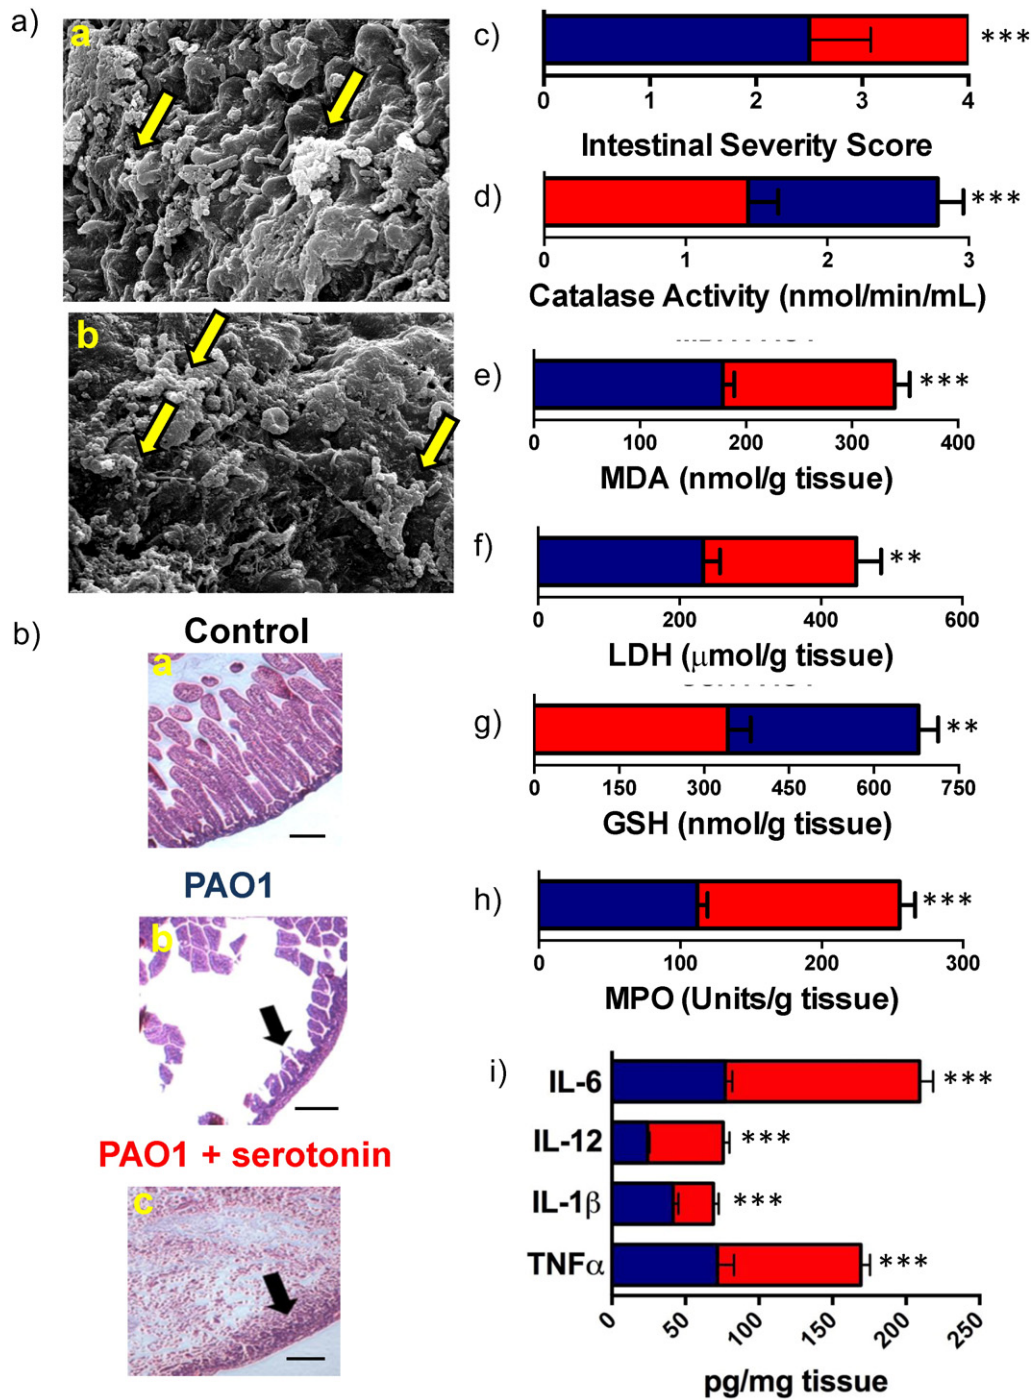 a)
a
b
b)
Control
a
PAO1
b
PAO1 + serotonin
c
c)
***
0 1 2 3 4
Intestinal Severity Score
d)
***
0 1 2 3
Catalase Activity (nmol/min/mL)
e)
***
0 100 200 300 400
MDA (nmol/g tissue)
f)
**
0 200 400 600
LDH (μmol/g tissue)
g)
**
0 150 300 450 600 750
GSH (nmol/g tissue)
h)
***
0 100 200 300
MPO (Units/g tissue)
i)
IL-6 ***
IL-12 ***
IL-1β ***
TNFα ***
0 50 100 150 200 250
pg/mg tissue